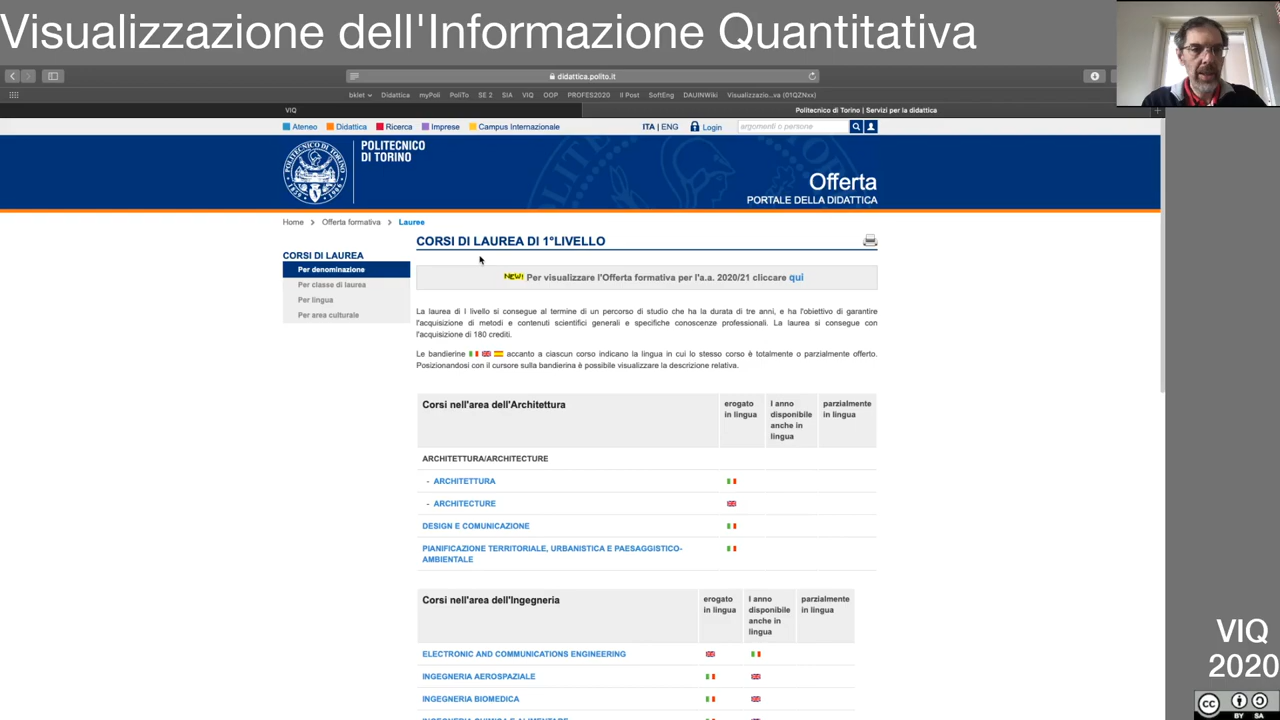 Visualizzazione dell'Informazione Quantitativa
didattica.polito.it
bklet Didattica myPoli PoliTo SE 2 SIA VIQ OOP PROFES2020 Il Post SoftEng DAUINWiki Visualizzazio...va (01QZNxx)
VIQ
Politecnico di Torino | Servizi per la didattica
Ateneo Didattica Ricerca Imprese Campus Internazionale
ITA | ENG Login argomenti o persone
POLITECNICO
DI TORINO
Offerta
PORTALE DELLA DIDATTICA
Home > Offerta formativa > Lauree
CORSI DI LAUREA
Per denominazione
Per classe di laurea
Per lingua
Per area culturale
CORSI DI LAUREA DI 1°LIVELLO
NEW! Per visualizzare l'Offerta formativa per l'a.a. 2020/21 cliccare qui
La laurea di I livello si consegue al termine di un percorso di studio che ha la durata di tre anni, e ha l'obiettivo di garantire
l'acquisizione di metodi e contenuti scientifici generali e specifiche conoscenze professionali. La laurea si consegue con
l'acquisizione di 180 crediti.
Le bandierine accanto a ciascun corso indicano la lingua in cui lo stesso corso è totalmente o parzialmente offerto.
Posizionandosi con il cursore sulla bandierina è possibile visualizzare la descrizione relativa.
Corsi nell'area dell'Architettura
erogato
in lingua
I anno
disponibile
anche in
lingua
parzialmente
in lingua
ARCHITETTURA/ARCHITECTURE
- ARCHITETTURA
- ARCHITECTURE
DESIGN E COMUNICAZIONE
PIANIFICAZIONE TERRITORIALE, URBANISTICA E PAESAGGISTICO-
AMBIENTALE
Corsi nell'area dell'Ingegneria
erogato
in lingua
I anno
disponibile
anche in
lingua
parzialmente
in lingua
ELECTRONIC AND COMMUNICATIONS ENGINEERING
INGEGNERIA AEROSPAZIALE
INGEGNERIA BIOMEDICA
INGEGNERIA CHIMICA E ALIMENTARE
VIQ
2020
CC
BY SA